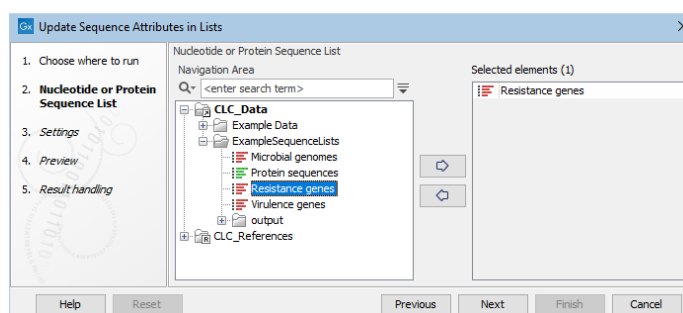 Gx Update Sequence Attributes in Lists
1. Choose where to run
2. Nucleotide or Protein
Sequence List
3. Settings
4. Preview
5. Result handling
Nucleotide or Protein Sequence List
Navigation Area
<enter search term>
CLC_Data
Example Data
ExampleSequenceLists
Microbial genomes
Protein sequences
Resistance genes
Virulence genes
output
CLC_References
Selected elements (1)
Resistance genes
Help
Reset
Previous
Next
Finish
Cancel